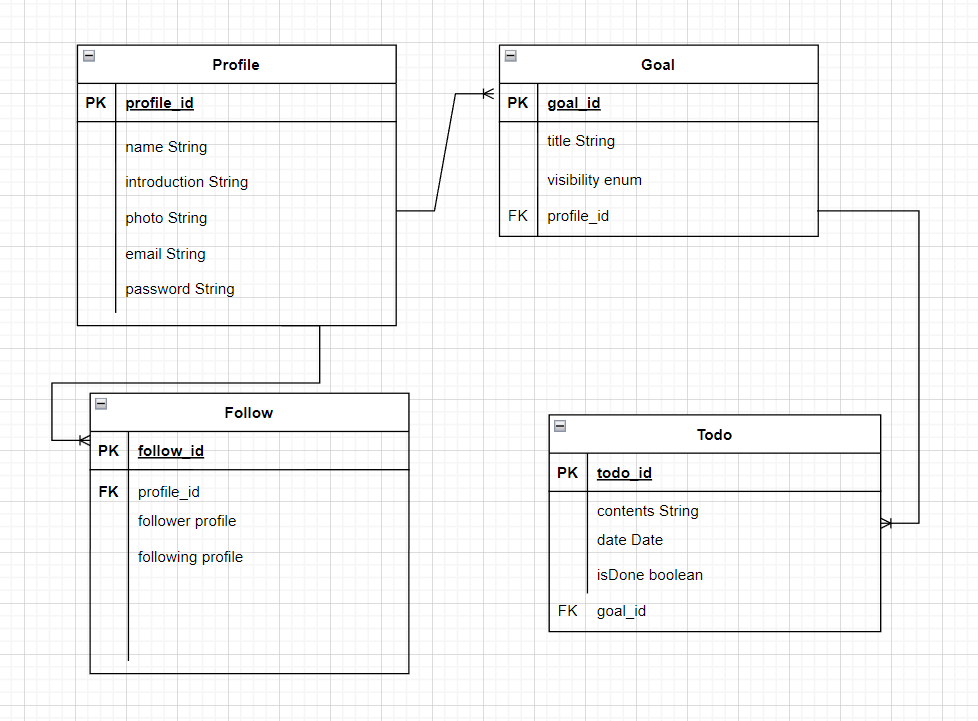 Profile
PK profile_id
name String
introduction String
photo String
email String
password String
Goal
PK goal_id
title String
visibility enum
FK profile_id
Follow
PK follow_id
FK profile_id
follower profile
following profile
Todo
PK todo_id
contents String
date Date
isDone boolean
FK goal_id